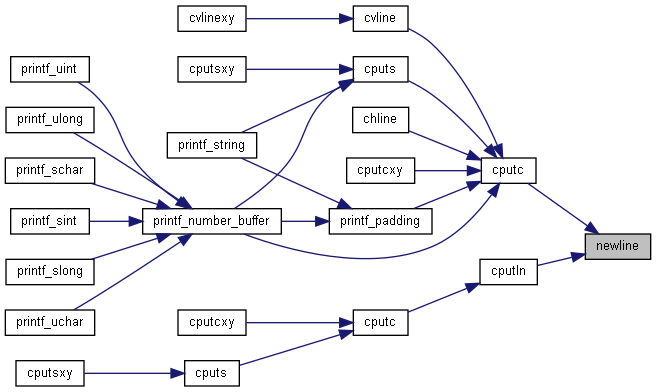 cvlinexy
cvline
printf_uint
cputsxy
cputs
printf_ulong
chline
printf_string
printf_schar
cputcxy
cputc
printf_sint
printf_number_buffer
printf_padding
newline
printf_slong
cputln
printf_uchar
cputcxy
cputc
cputsxy
cputs